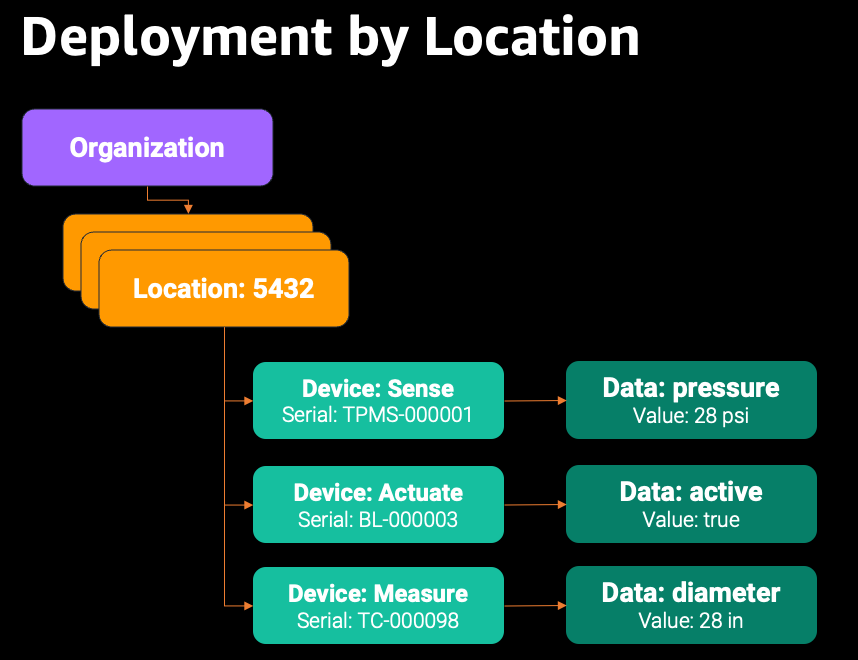 Deployment by Location
Organization
Location: 5432
Device: Sense
Serial: TPMS-000001
Data: pressure
Value: 28 psi
Device: Actuate
Serial: BL-000003
Data: active
Value: true
Device: Measure
Serial: TC-000098
Data: diameter
Value: 28 in